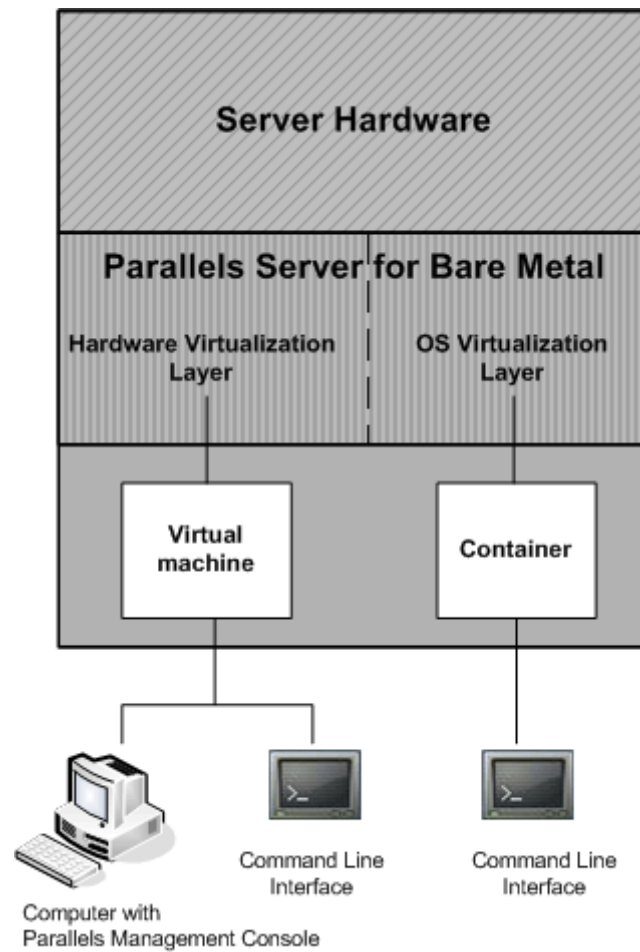 Server Hardware
Parallels Server for Bare Metal
Hardware Virtualization
Layer
OS Virtualization
Layer
Virtual
machine
Container
>_
>_
Command Line
Interface
Command Line
Interface
Computer with
Parallels Management Console